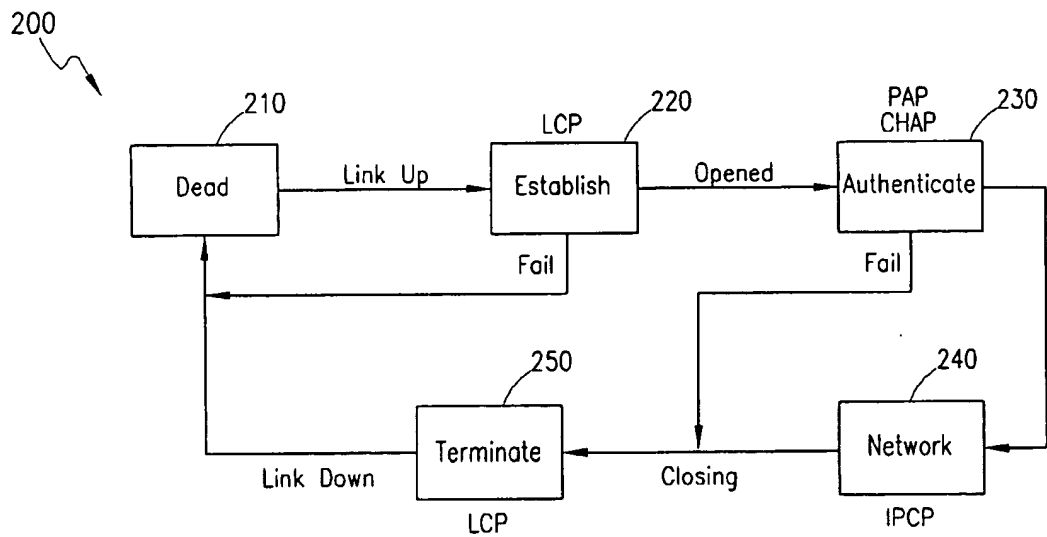 200
210
LCP
220
PAP
CHAP
230
Dead
Link Up
Establish
Opened
Authenticate
Fail
Fail
250
240
Terminate
Network
Link Down
Closing
LCP
IPCP